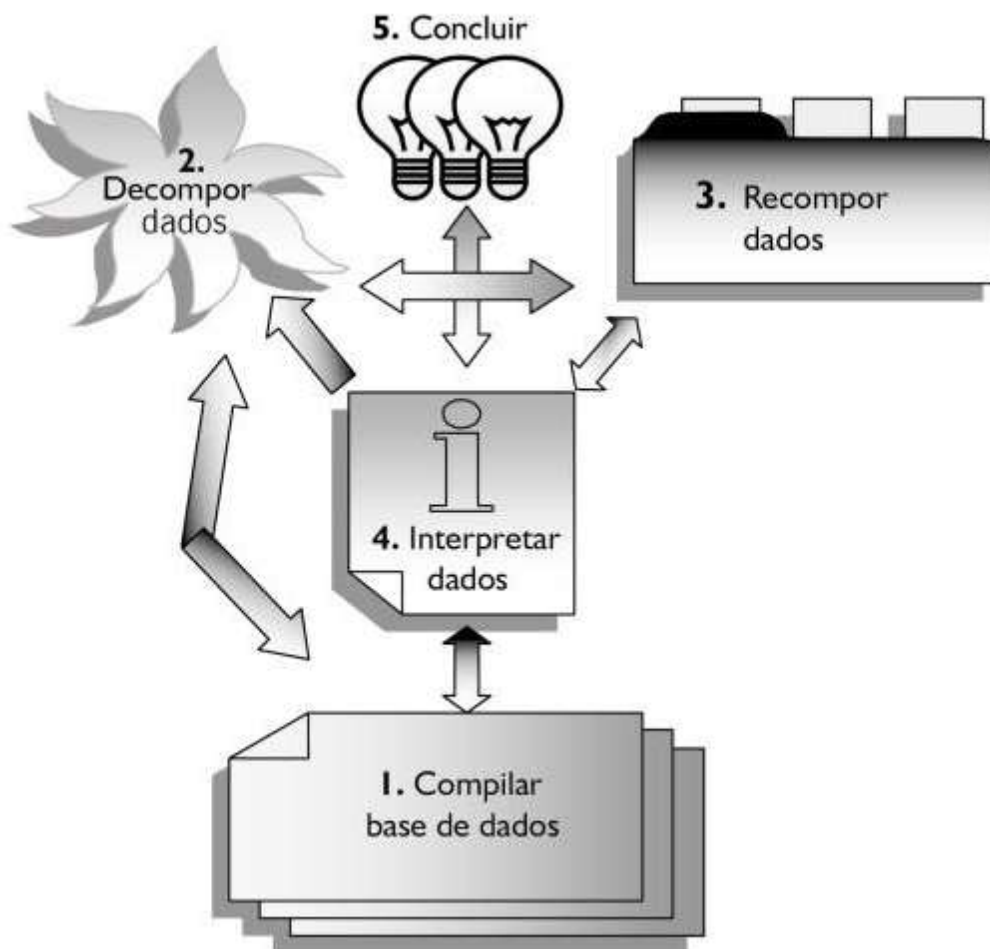 5. Concluir
2.
Decompor
dados
3. Recompor
dados
4. Interpretar
dados
1. Compilar
base de dados